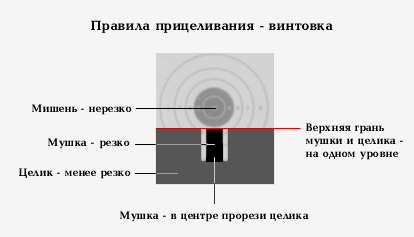 Правила прицеливания - винтовка
Мишень - нерезко
Мушка - резко
Целик - менее резко
Верхняя грань
мушки и целика -
на одном уровне
Мушка - в центре прорези целика